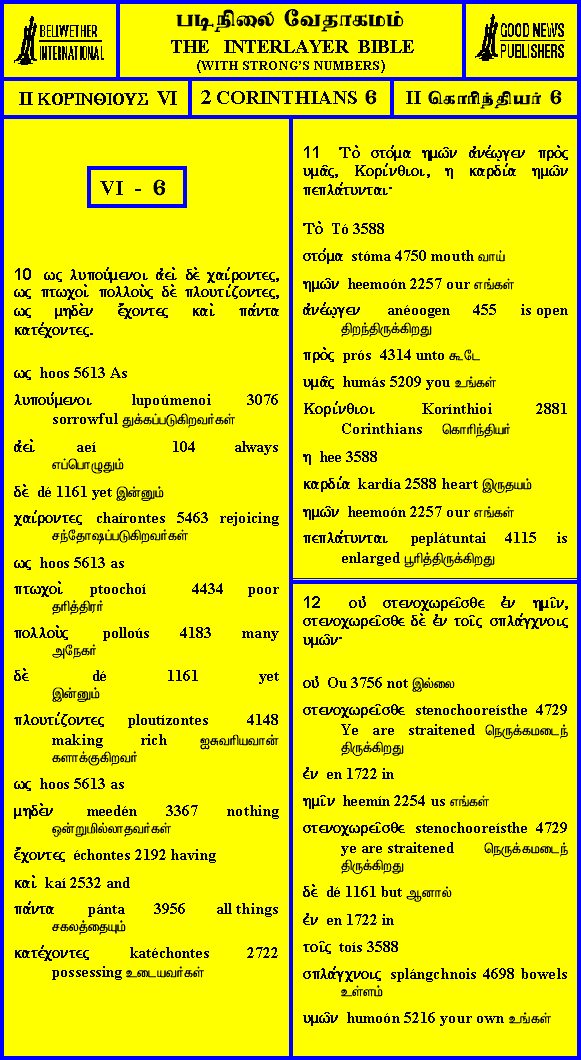 BELLWETHER
INTERNATIONAL
படிநிலை வேதாகமம்
THE INTERLAYER BIBLE
(WITH STRONG'S NUMBERS)
GOOD NEWS
PUBLISHERS
II ΚΟΡΙΝΘΙΟΥΣ VI
2 CORINTHIANS 6
II கொரிந்தியர் 6
VI - 6
10 ως λυπούμενοι ἀεὶ δὲ χαίροντες,
ως πτωχοὶ πολλοὺς δὲ πλουτίζοντες,
ως μηδὲν ἔχοντες καὶ πάντα
κατέχοντες.
ως hoos 5613 As
λυπούμενοι lupoúmenoi 3076
sorrowful துக்கப்படுகிறவர்கள்
ἀεὶ aeí 104 always
எப்பொழுதும்
δὲ dé 1161 yet இன்னும்
χαίροντες chaírontes 5463 rejoicing
சந்தோஷப்படுகிறவர்கள்
ως hoos 5613 as
πτωχοὶ ptoochoí 4434 poor
தரித்திரர்
πολλοὺς polloús 4183 many
அநேகர்
δὲ dé 1161 yet
இன்னும்
πλουτίζοντες ploutízontes 4148
making rich ஐசுவரியவான்
களாக்குகிறவர்
ως hoos 5613 as
μηδὲν meedén 3367 nothing
ஒன்றுமில்லாதவர்கள்
ἔχοντες échontes 2192 having
καὶ kaí 2532 and
πάντα pánta 3956 all things
சகலத்தையும்
κατέχοντες katéchontes 2722
possessing உடையவர்கள்
11 Τὸ στόμα ημῶν ἀνέῳγεν πρὸς
υμᾶς, Κορίνθιοι, η καρδία ημῶν
πεπλάτυνται·
Τὸ Tó 3588
στόμα stóma 4750 mouth வாய்
ημῶν heemoón 2257 our எங்கள்
ἀνέῳγεν anéoogen 455 is open
திறந்திருக்கிறது
πρὸς prós 4314 unto கூடே
υμᾶς humás 5209 you உங்கள்
Κορίνθιοι Korínthioi 2881
Corinthians கொரிந்தியர்
η hee 3588
καρδία kardía 2588 heart இருதயம்
ημῶν heemoón 2257 our எங்கள்
πεπλάτυνται peplátuntai 4115 is
enlarged பூரித்திருக்கிறது
12 οὐ στενοχωρεῖσθε ἐν ημῖν,
στενοχωρεῖσθε δὲ ἐν τοῖς σπλάγχνοις
υμῶν·
οὐ Ou 3756 not இல்லை
στενοχωρεῖσθε stenochooreísthe 4729
Ye are straitened நெருக்கமடைந்
திருக்கிறது
ἐν en 1722 in
ημῖν heemín 2254 us எங்கள்
στενοχωρεῖσθε stenochooreísthe 4729
ye are straitened நெருக்கமடைந்
திருக்கிறது
δὲ dé 1161 but ஆனால்
ἐν en 1722 in
τοῖς toís 3588
σπλάγχνοις splángchnois 4698 bowels
உள்ளம்
υμῶν humoón 5216 your own உங்கள்